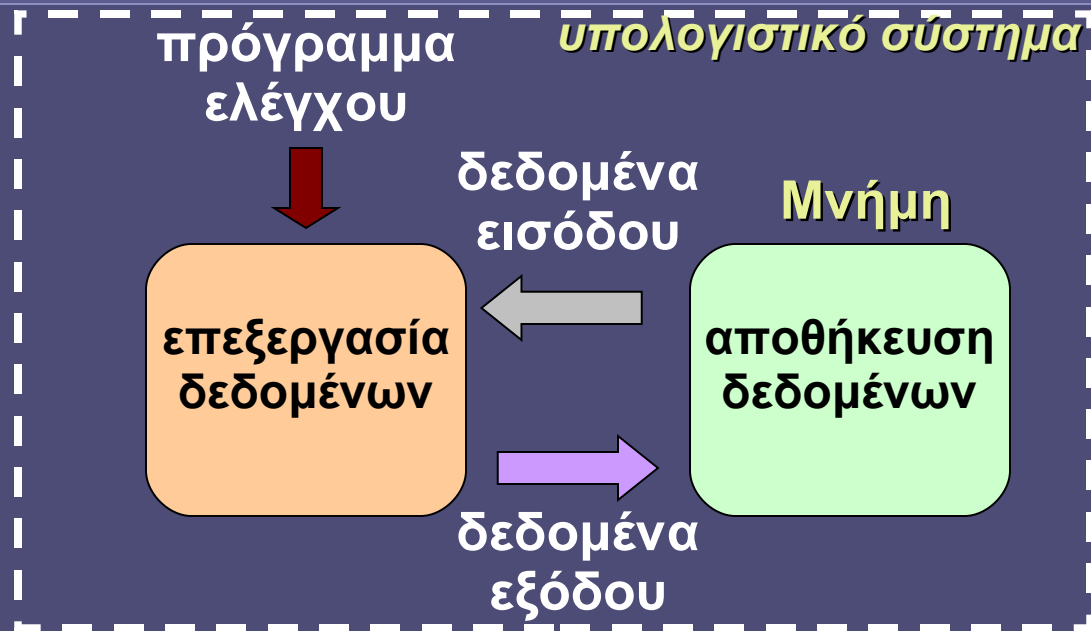 υπολογιστικό σύστημα
πρόγραμμα
ελέγχου
δεδομένα
εισόδου
Μνήμη
επεξεργασία
δεδομένων
αποθήκευση
δεδομένων
δεδομένα
εξόδου